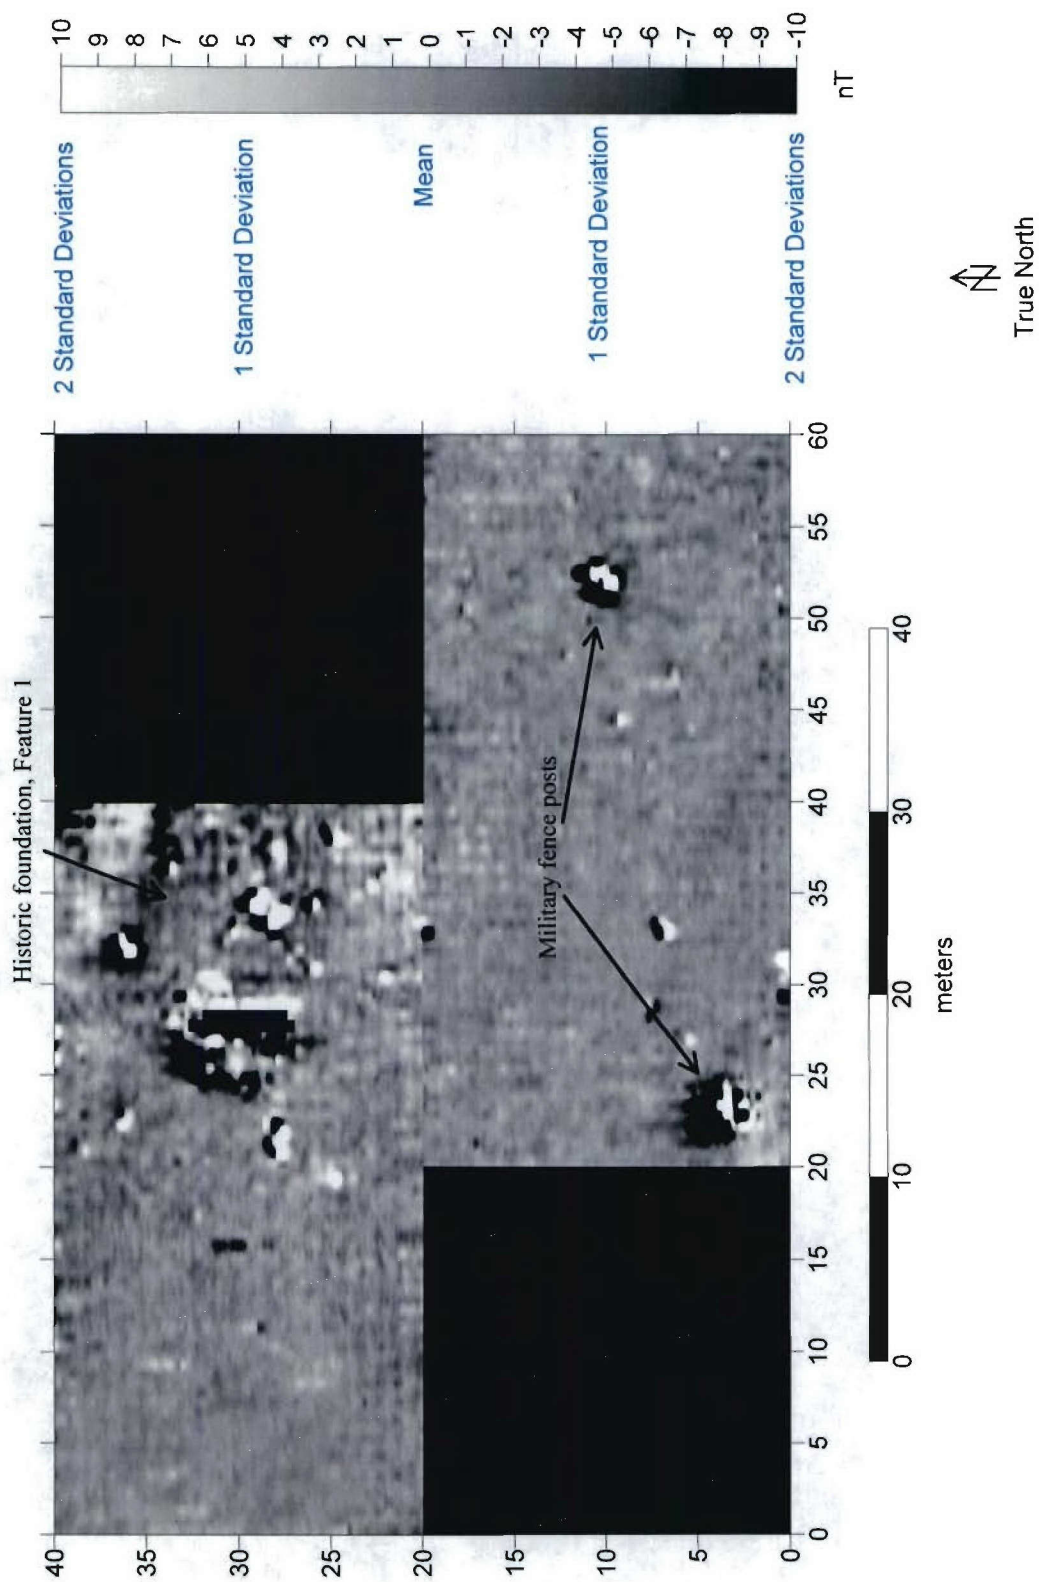 Historic foundation, Feature 1
40
35
30
25
20
15
10
5
0
Military fence posts
0 5 10 15 20 25 30 35 40 45 50 55 60
0 10 20 30 40
meters
2 Standard Deviations
1 Standard Deviation
Mean
1 Standard Deviation
2 Standard Deviations
10
9
8
7
6
5
4
3
2
1
0
-1
-2
-3
-4
-5
-6
-7
-8
-9
-10
nT
N
True North